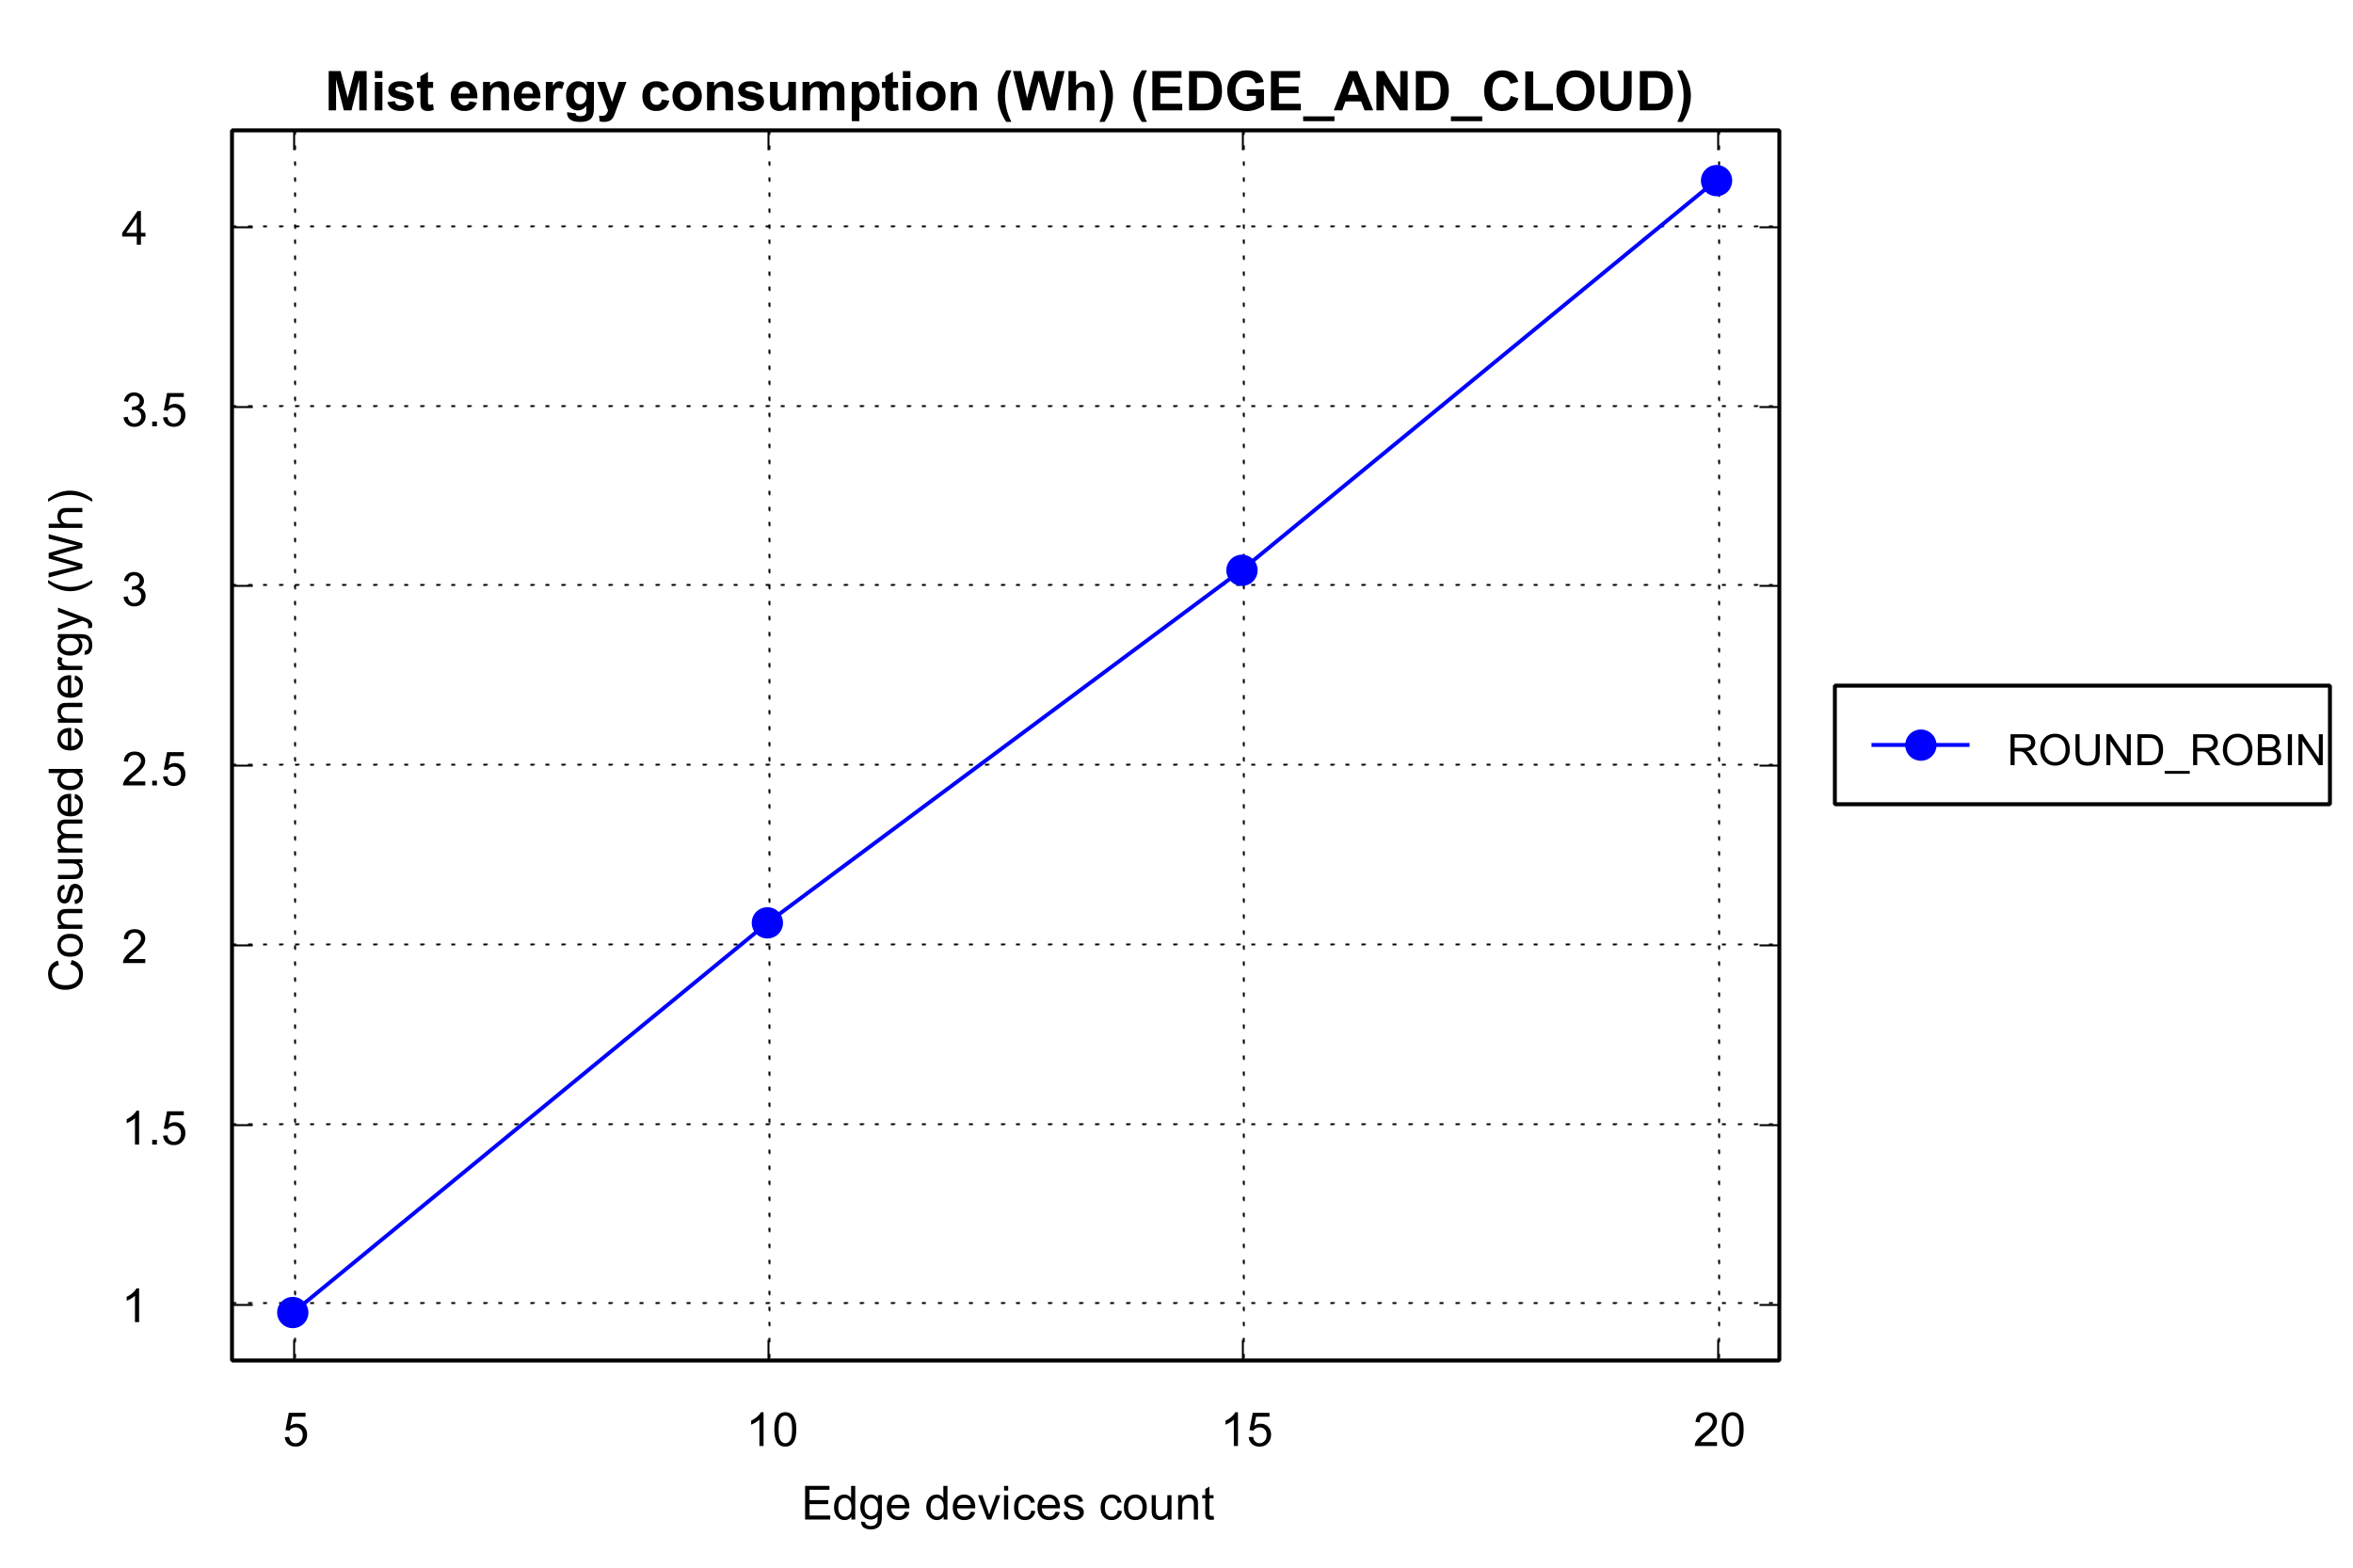 Mist energy consumption (Wh) (EDGE_AND_CLOUD)
4
3.5
3
2.5
2
1.5
1
Consumed energy (Wh)
5 10 15 20
Edge devices count
ROUND_ROBIN